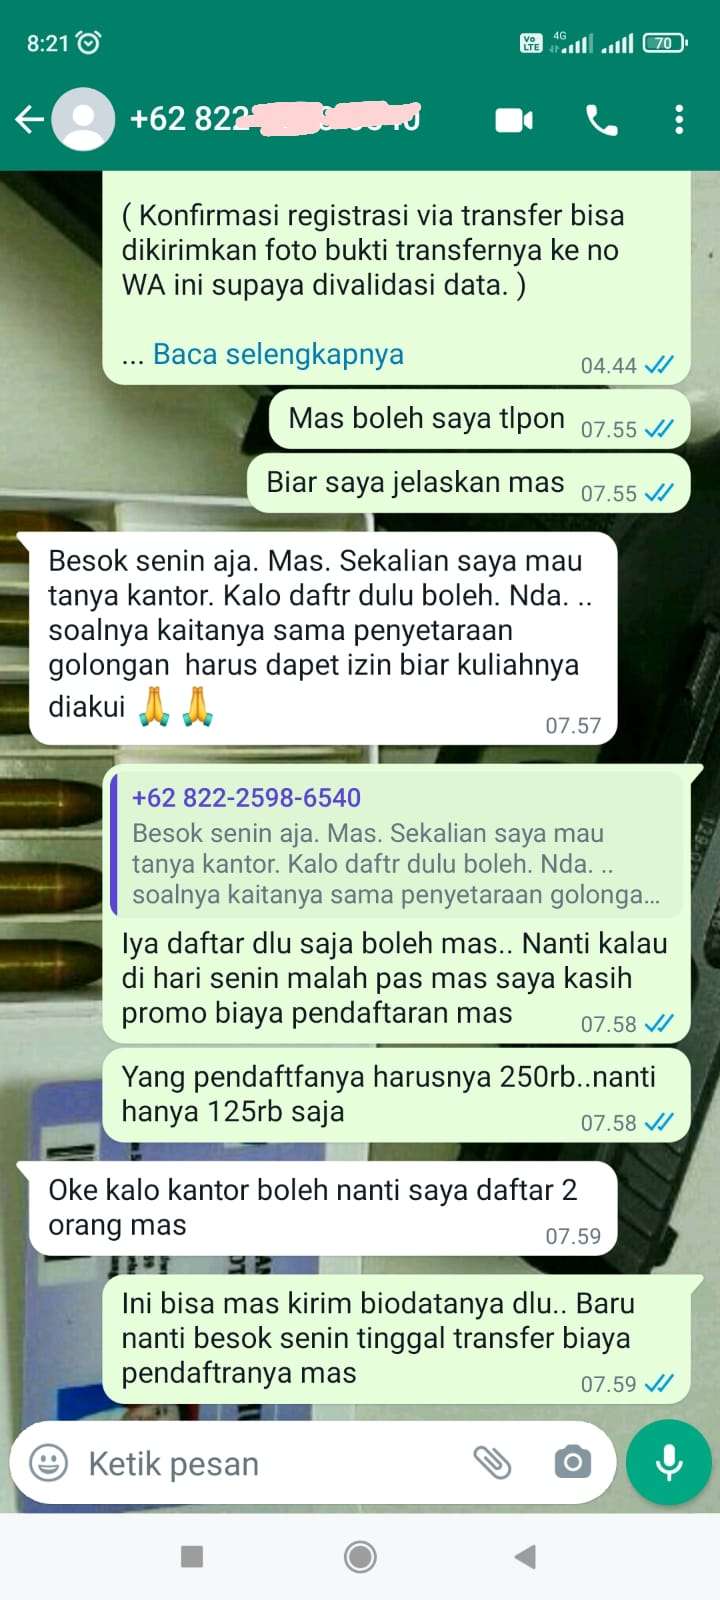 8:21
Vo LTE 4G 70
+62 822
( Konfirmasi registrasi via transfer bisa
dikirimkan foto bukti transfernya ke no
WA ini supaya divalidasi data. )
... Baca selengkapnya
04.44
Mas boleh saya tlpon 07.55
Biar saya jelaskan mas 07.55
Besok senin aja. Mas. Sekalian saya mau
tanya kantor. Kalo daftr dulu boleh. Nda. ..
soalnya kaitanya sama penyetaraan
golongan harus dapet izin biar kuliahnya
diakui 🙏 🙏
07.57
+62 822-2598-6540
Besok senin aja. Mas. Sekalian saya mau
tanya kantor. Kalo daftr dulu boleh. Nda. ..
soalnya kaitanya sama penyetaraan golonga...
Iya daftar dlu saja boleh mas.. Nanti kalau
di hari senin malah pas mas saya kasih
promo biaya pendaftaran mas 07.58
Yang pendaftfanya harusnya 250rb..nanti
hanya 125rb saja 07.58
Oke kalo kantor boleh nanti saya daftar 2
orang mas 07.59
Ini bisa mas kirim biodatanya dlu.. Baru
nanti besok senin tinggal transfer biaya
pendaftranya mas 07.59
Ketik pesan